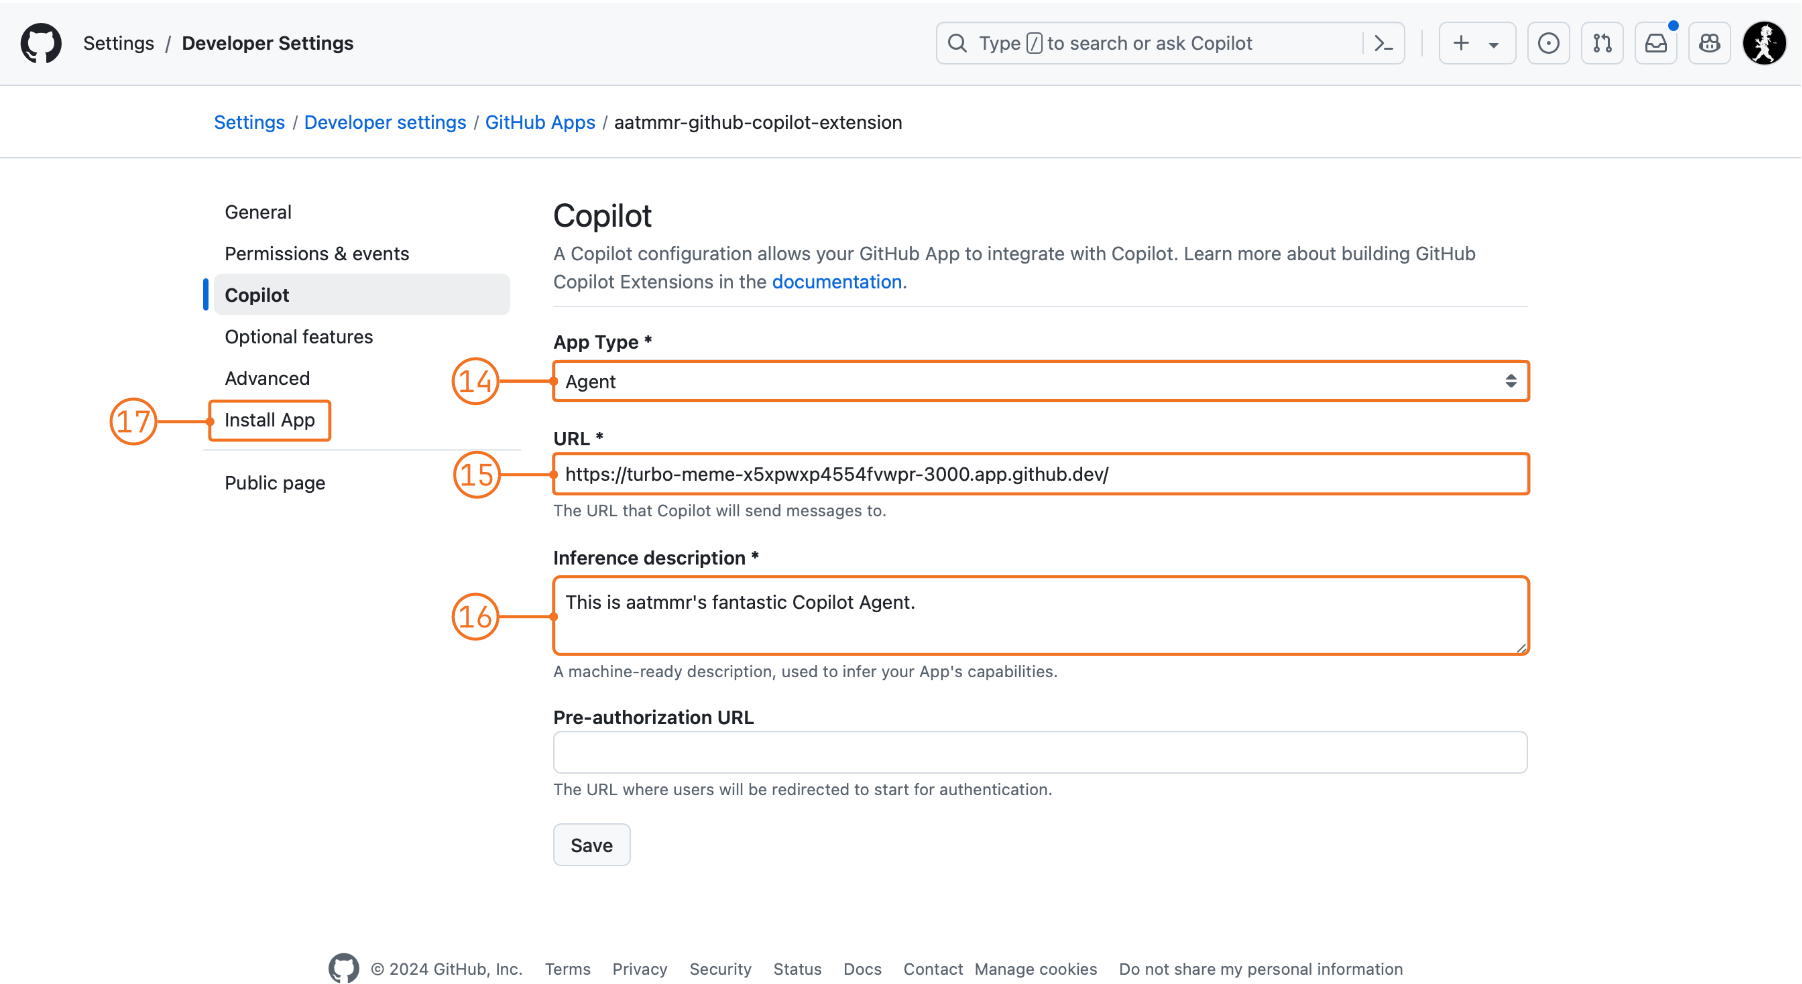 Settings / Developer Settings
Type / to search or ask Copilot
Settings / Developer settings / GitHub Apps / aatmmr-github-copilot-extension
General
Permissions & events
Copilot
Optional features
Advanced
17 Install App
Public page
Copilot
A Copilot configuration allows your GitHub App to integrate with Copilot. Learn more about building GitHub
Copilot Extensions in the documentation.
App Type *
14 Agent
URL *
15 https://turbo-meme-x5xpwxp4554fvwpr-3000.app.github.dev/
The URL that Copilot will send messages to.
Inference description *
16 This is aatmmr's fantastic Copilot Agent.
A machine-ready description, used to infer your App's capabilities.
Pre-authorization URL
The URL where users will be redirected to start for authentication.
Save
© 2024 GitHub, Inc. Terms Privacy Security Status Docs Contact Manage cookies Do not share my personal information